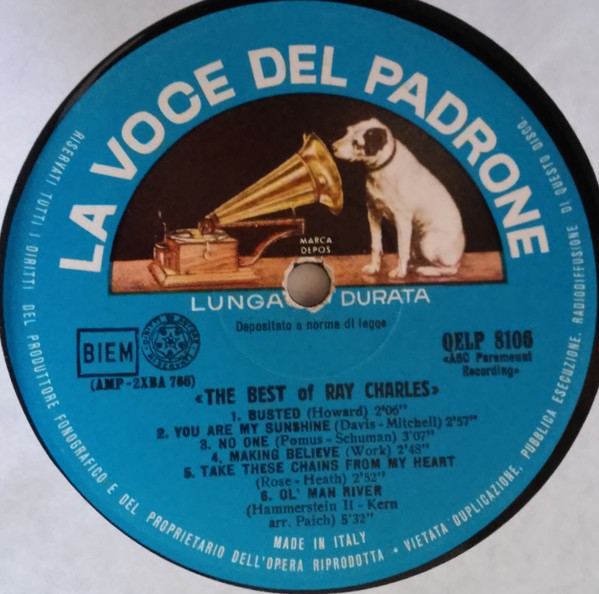 LA VOCE DEL PADRONE
RISERVATI TUTTI I DIRITTI DEL PRODUTTORE FONOGRAFICO E DEL PROPRIETARIO DELL'OPERA RIPRODOTTA • VIETATA DUPLICAZIONE, PUBBLICA ESECUZIONE, RADIODIFFUSIONE DI QUESTO DISCO.
MARCA
DEPOS.
LUNGA DURATA
Depositato a norma di legge
BIEM
(AMP-2XBA 766)
QELP 8106
«ABC Paramount
Recording»
«THE BEST of RAY CHARLES»
1. BUSTED (Howard) 2'06"
2. YOU ARE MY SUNSHINE (Davis - Mitchell) 2'57"
3. NO ONE (Pomus - Schuman) 3'07"
4. MAKING BELIEVE (Work) 2'48"
5. TAKE THESE CHAINS FROM MY HEART
(Rose - Heath) 2'52"
6. OL' MAN RIVER
(Hammerstein II - Kern
arr. Paich) 5'32"
MADE IN ITALY